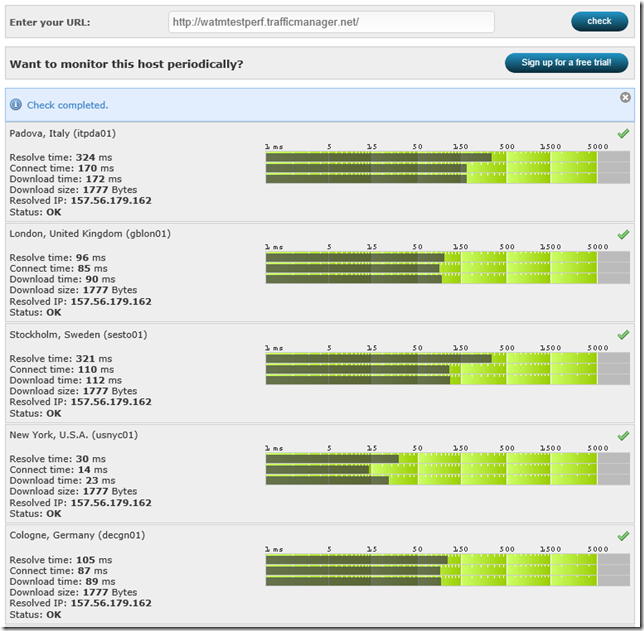 Enter your URL: http://watmtestperf.trafficmanager.net/ check
Want to monitor this host periodically? Sign up for a free trial!
Check completed.
Padova, Italy (itpda01)
1 ms 5 15 50 150 500 1500 5000
Resolve time: 324 ms
Connect time: 170 ms
Download time: 172 ms
Download size: 1777 Bytes
Resolved IP: 157.56.179.162
Status: OK
London, United Kingdom (gblon01)
1 ms 5 15 50 150 500 1500 5000
Resolve time: 96 ms
Connect time: 85 ms
Download time: 90 ms
Download size: 1777 Bytes
Resolved IP: 157.56.179.162
Status: OK
Stockholm, Sweden (sesto01)
1 ms 5 15 50 150 500 1500 5000
Resolve time: 321 ms
Connect time: 110 ms
Download time: 112 ms
Download size: 1777 Bytes
Resolved IP: 157.56.179.162
Status: OK
New York, U.S.A. (usnyc01)
1 ms 5 15 50 150 500 1500 5000
Resolve time: 30 ms
Connect time: 14 ms
Download time: 23 ms
Download size: 1777 Bytes
Resolved IP: 157.56.179.162
Status: OK
Cologne, Germany (decgn01)
1 ms 5 15 50 150 500 1500 5000
Resolve time: 105 ms
Connect time: 87 ms
Download time: 89 ms
Download size: 1777 Bytes
Resolved IP: 157.56.179.162
Status: OK